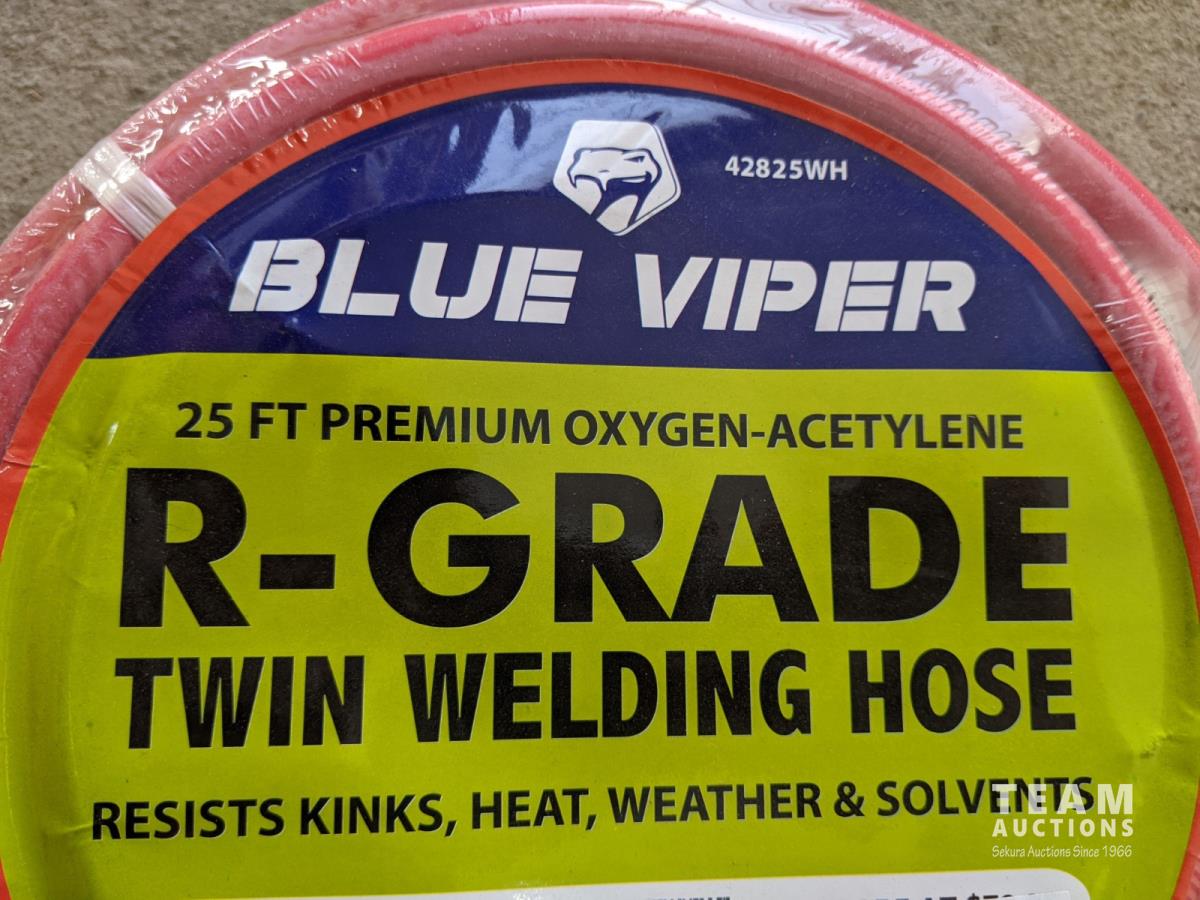 42825WH
BLUE VIPER
25 FT PREMIUM OXYGEN-ACETYLENE
R-GRADE
TWIN WELDING HOSE
RESISTS KINKS, HEAT, WEATHER & SOLVENTS
TEAM
AUCTIONS
Sekura Auctions Since 1966